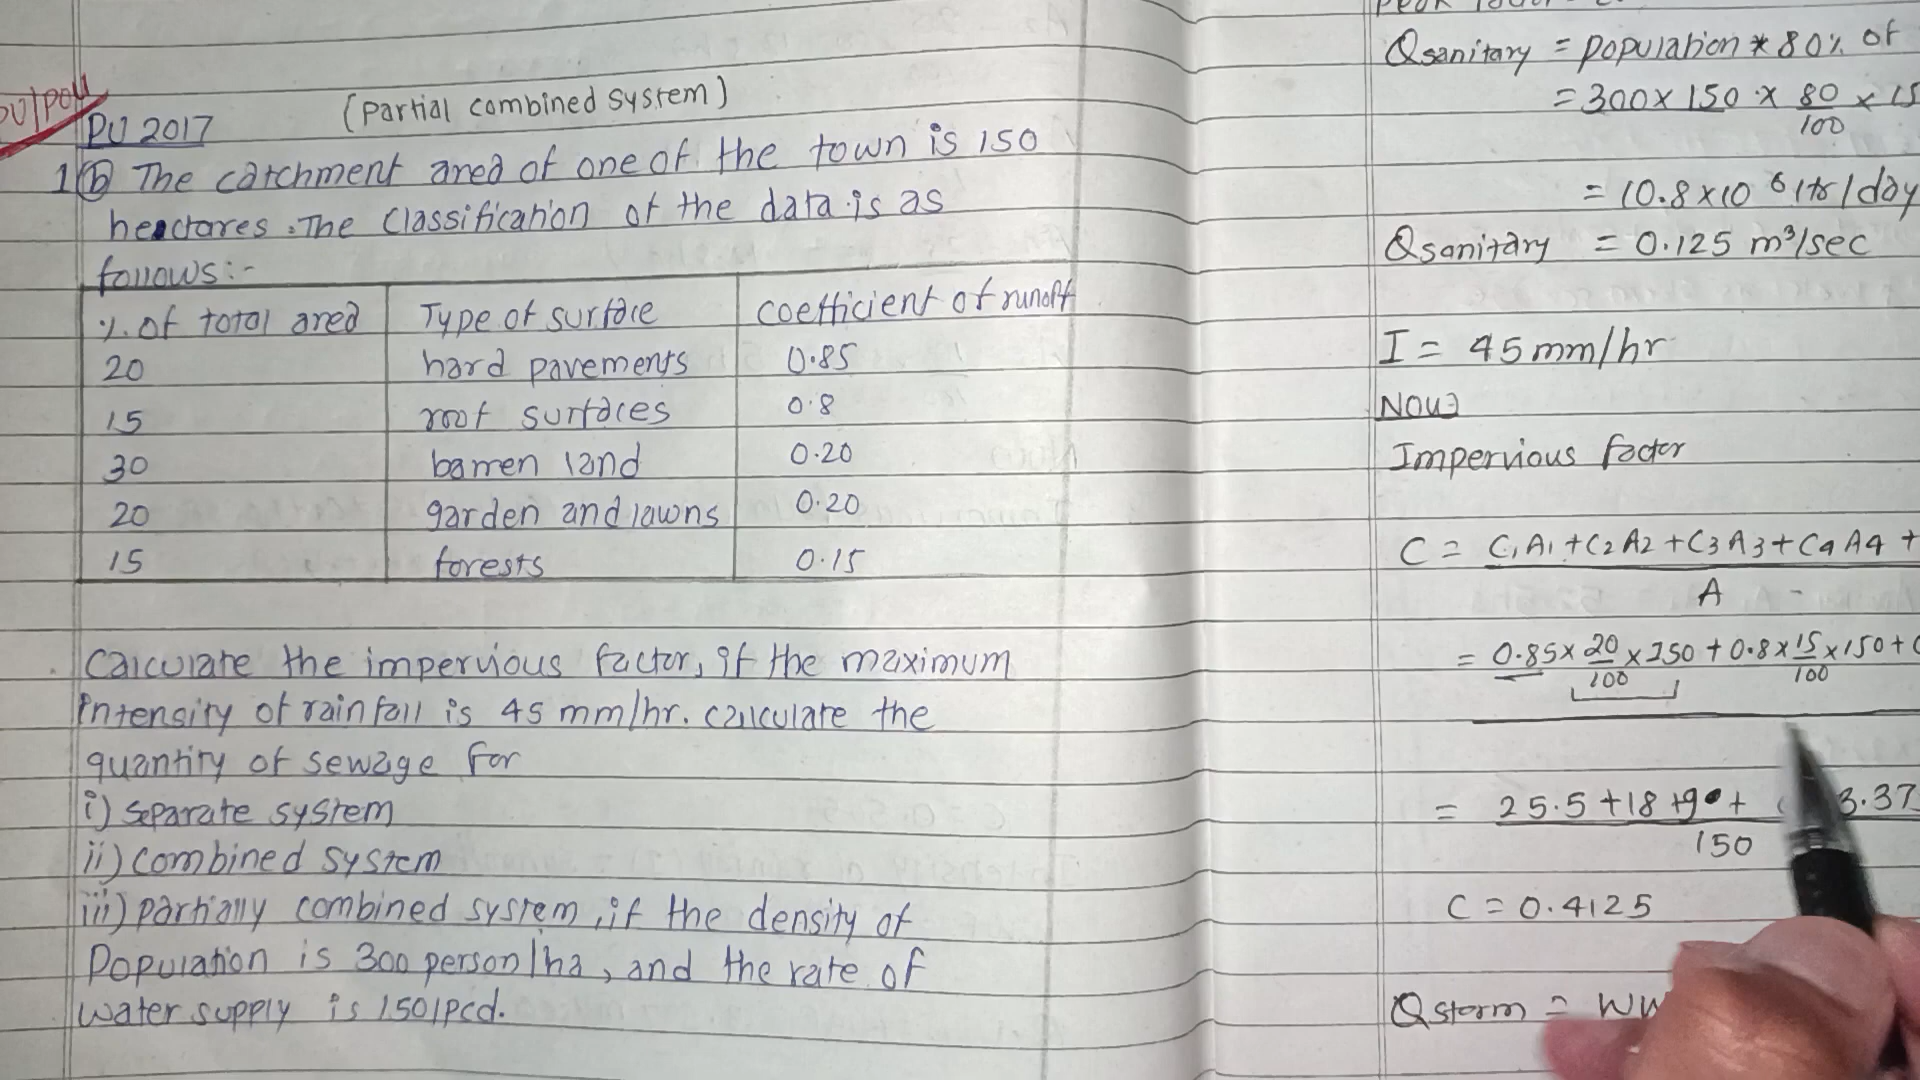 PU/POU
(Partial combined system)
PU 2017
1(b) The catchment area of one of the town is 150
hectares. The classification of the data is as
follows:-
% of total area Type of surface coefficient of runoff
20 hard pavements 0.85
15 roof surfaces 0.8
30 barren land 0.20
20 garden and lawns 0.20
15 forests 0.15
Calculate the impervious factor, if the maximum
intensity of rainfall is 45 mm/hr. calculate the
quantity of sewage for
i) separate system
ii) combined system
iii) partially combined system, if the density of
Population is 300 person/ha, and the rate of
water supply is 150 lpcd.
Qsanitary = population * 80% of
= 300 x 150 x 80/100 x 15
= 10.8x10^6 ltr/day
Qsanitary = 0.125 m³/sec
I = 45 mm/hr
Now
Impervious factor
C = C1A1 + C2A2 + C3A3 + C4A4 +
A
= 0.85 x 20/100 x 150 + 0.8 x 15/100 x 150 +
= 25.5 + 18 + 9 + 3.37
150
C = 0.4125
Qstorm =